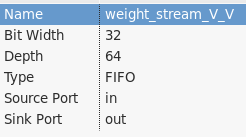 Name weight_stream_V_V
Bit Width 32
Depth 64
Type FIFO
Source Port in
Sink Port out